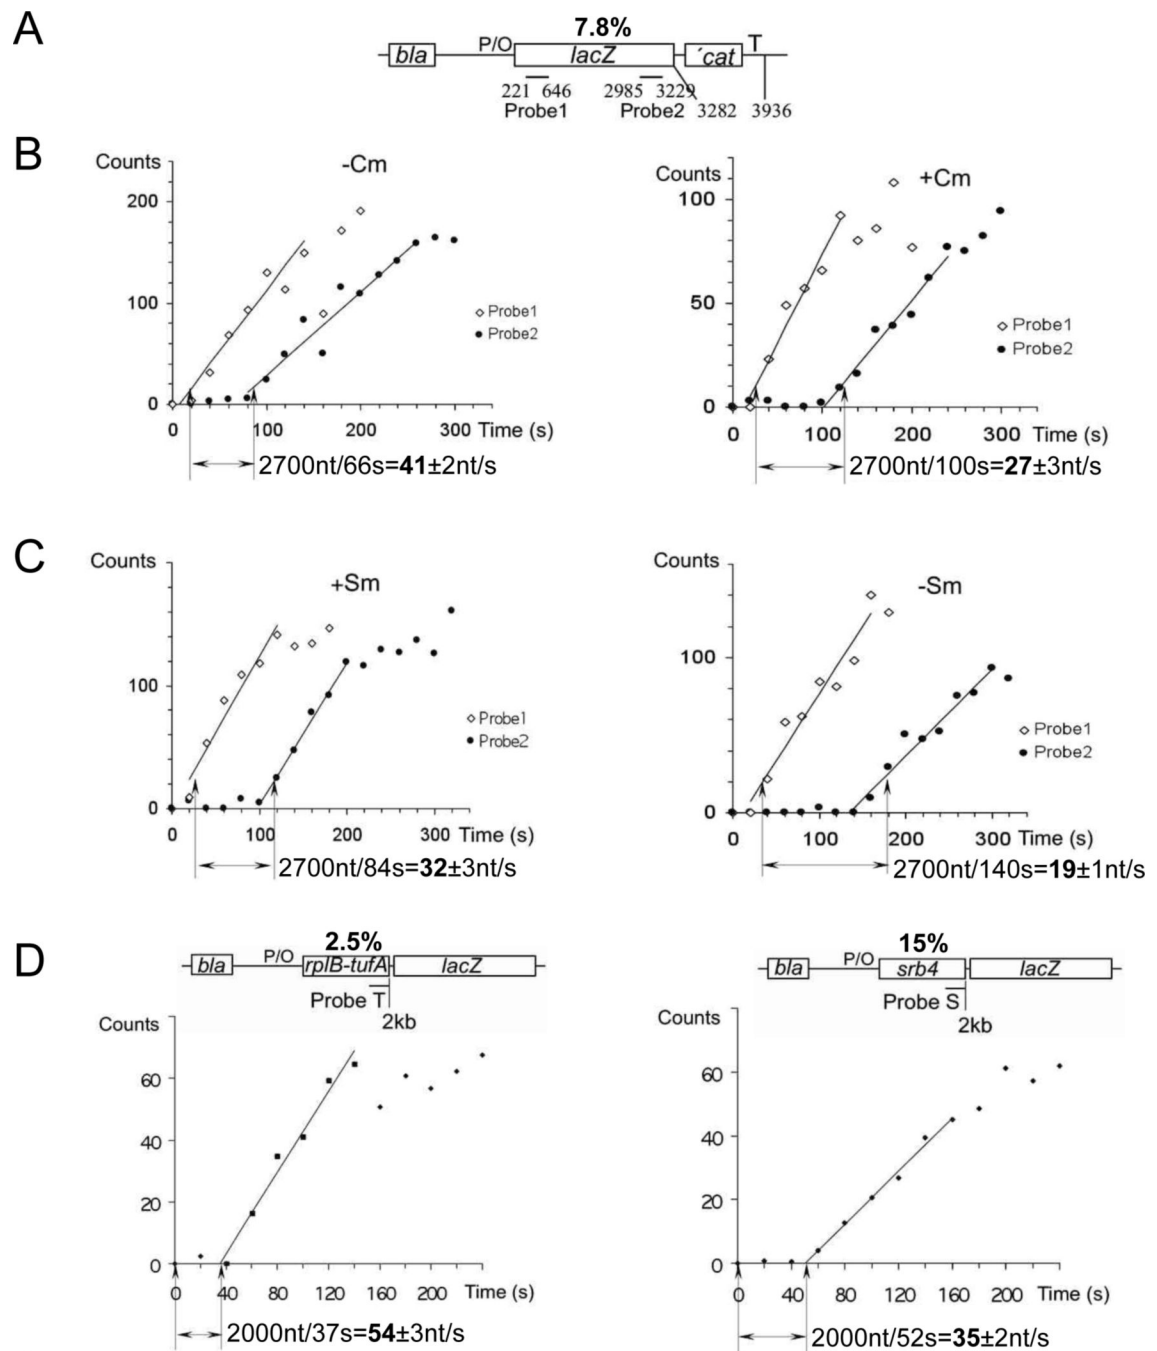 A
7.8%
bla
P/O
lacZ
´cat
T
221 646
2985 3229
Probe1
Probe2
3282
3936
B
Counts
-Cm
200
100
0
Probe1
Probe2
0 100 200 300 Time (s)
2700nt/66s=41±2nt/s
Counts
+Cm
100
50
0
Probe1
Probe2
0 100 200 300 Time (s)
2700nt/100s=27±3nt/s
C
Counts
+Sm
100
0
Probe1
Probe2
0 100 200 300 Time (s)
2700nt/84s=32±3nt/s
Counts
-Sm
100
0
Probe1
Probe2
0 100 200 300 Time (s)
2700nt/140s=19±1nt/s
D
2.5%
bla
P/O
rplB-tufA
lacZ
Probe T
2kb
Counts
60
40
20
0
0 40 80 120 160 200 Time (s)
2000nt/37s=54±3nt/s
15%
bla
P/O
srb4
lacZ
Probe S
2kb
Counts
60
40
20
0
0 40 80 120 160 200 Time (s)
2000nt/52s=35±2nt/s